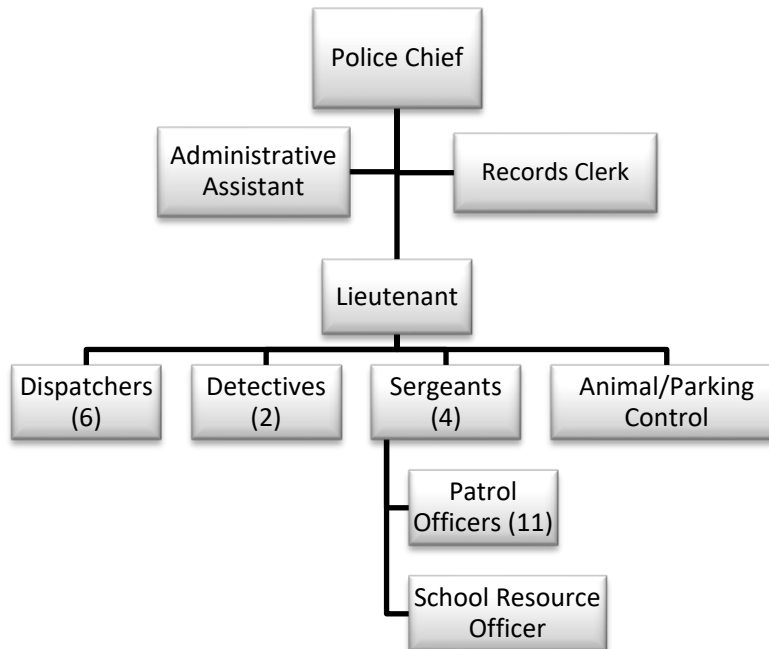 Police Chief
Administrative
Assistant
Records Clerk
Lieutenant
Dispatchers
(6)
Detectives
(2)
Sergeants
(4)
Animal/Parking
Control
Patrol
Officers (11)
School Resource
Officer